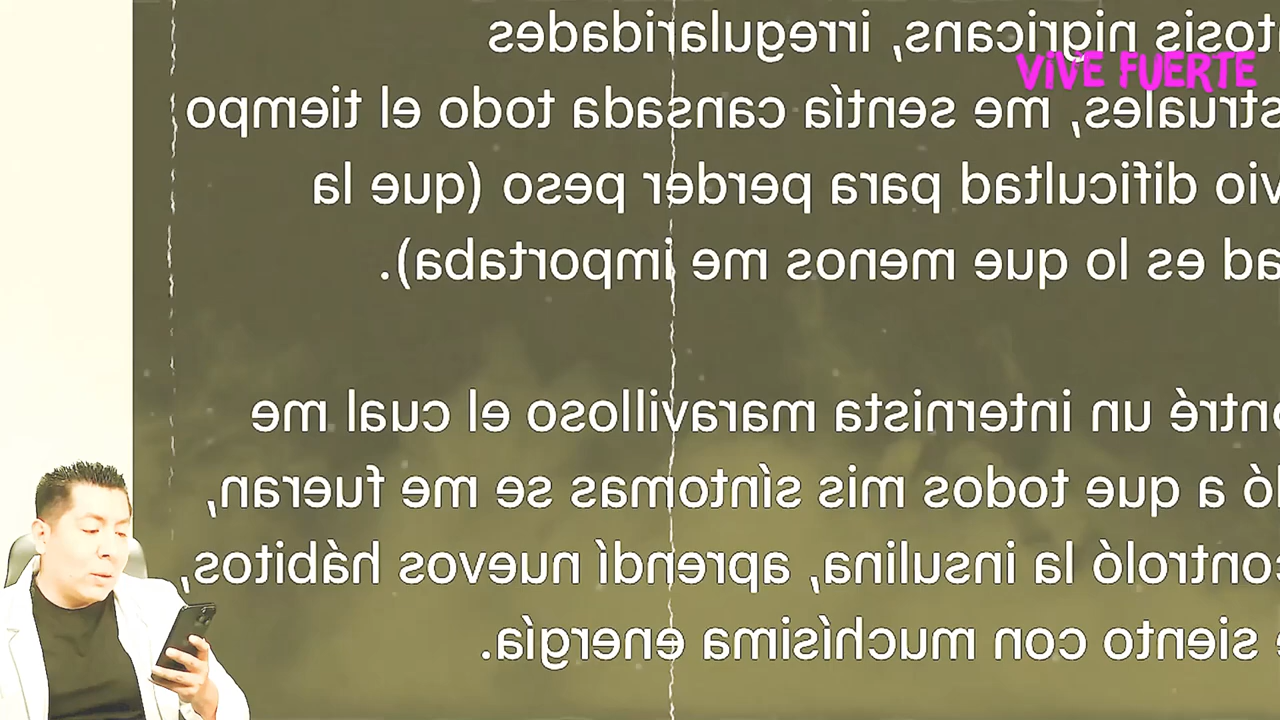 tosis nigricans, irregularidades
VIVE FUERTE
struales, me sentía cansada todo el tiempo
vio dificultad para perder peso (que la
ad es lo que menos me importaba).
ontré un internista maravilloso el cual me
ó a que todos mis síntomas se me fueran,
ontroló la insulina, aprendí nuevos hábitos,
e siento con muchísima energía.